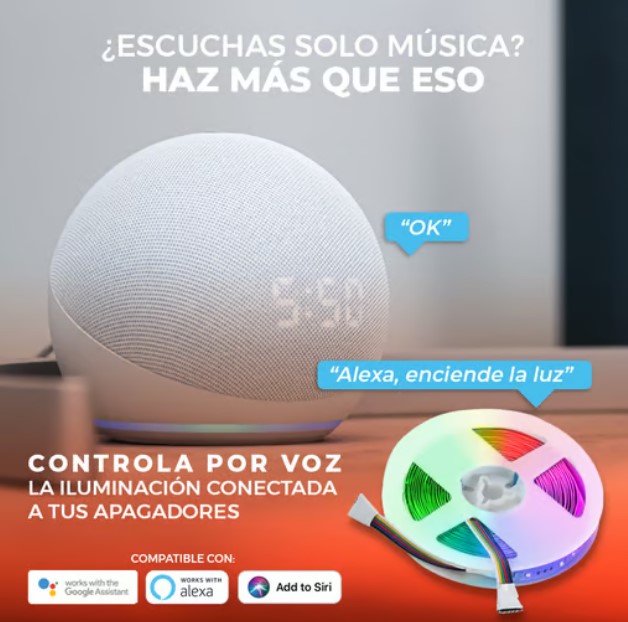 ¿ESCUCHAS SOLO MÚSICA?
HAZ MÁS QUE ESO
“OK”
5:50
“Alexa, enciende la luz”
CONTROLA POR VOZ
LA ILUMINACIÓN CONECTADA
A TUS APAGADORES
COMPATIBLE CON:
works with the
Google Assistant
WORKS WITH
alexa
Add to Siri